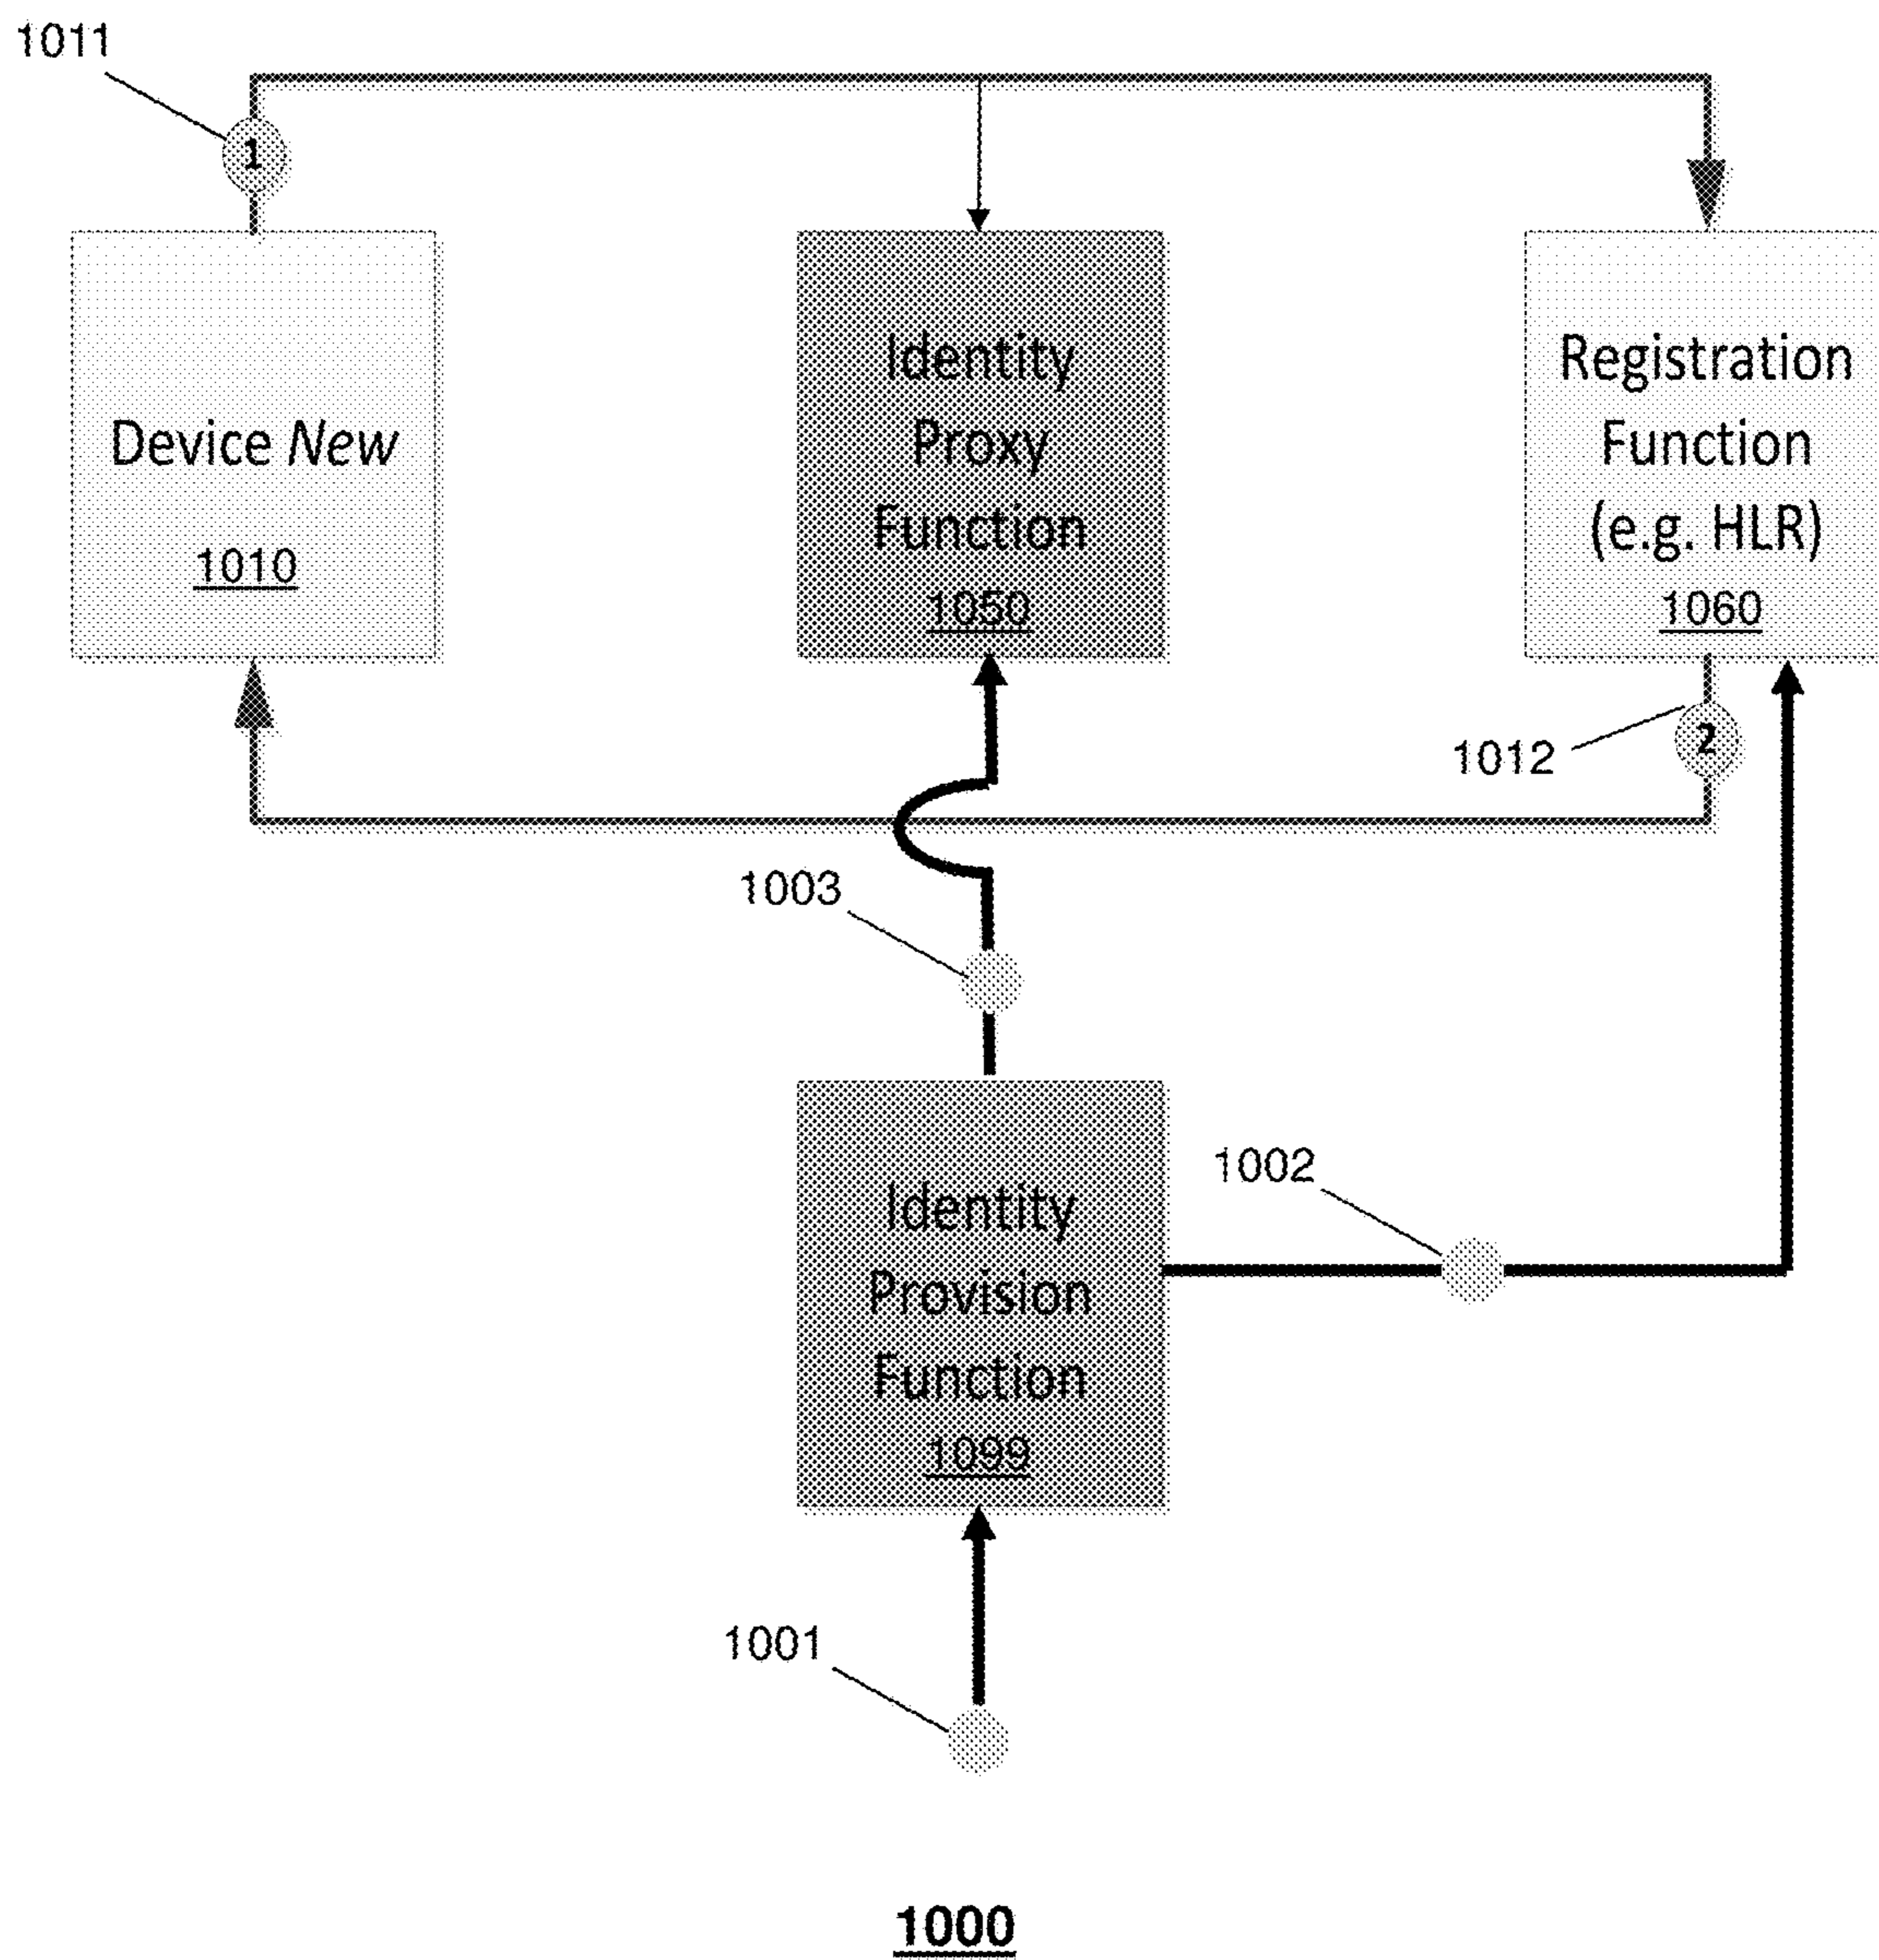 1011
1
Device New
1010
Identity
Proxy
Function
1050
Registration
Function
(e.g. HLR)
1060
1012
2
1003
1002
Identity
Provision
Function
1099
1001
1000